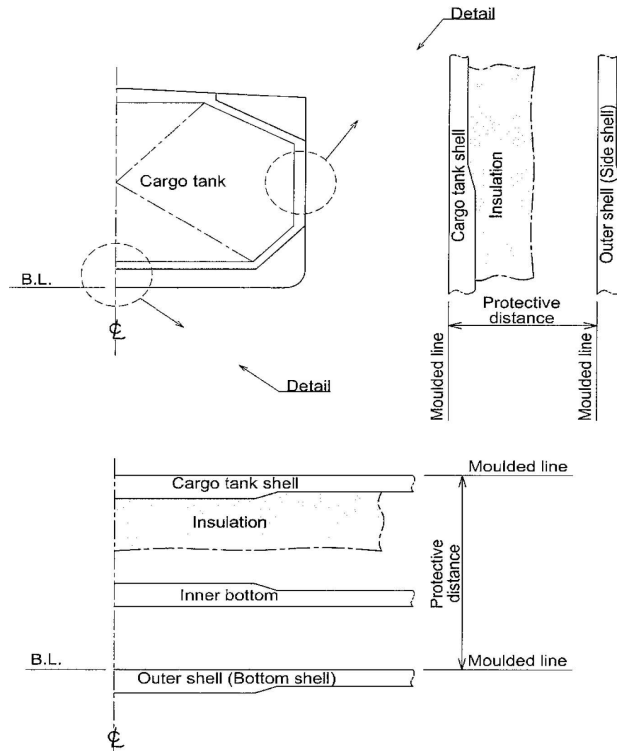 Detail
Cargo tank
B.L.
℄
Detail
Cargo tank shell
Insulation
Outer shell (Side shell)
Protective
distance
Moulded line
Moulded line
Cargo tank shell
Moulded line
Insulation
Inner bottom
Protective
distance
B.L.
Moulded line
Outer shell (Bottom shell)
℄